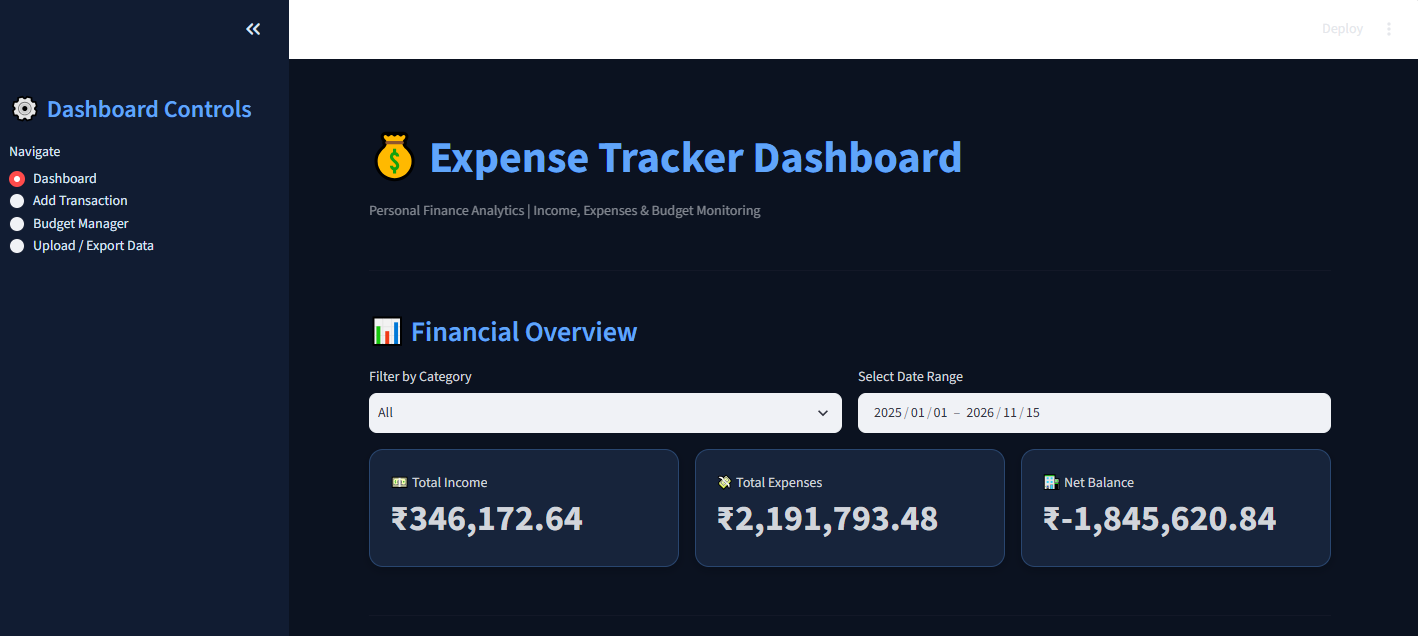 Deploy
Dashboard Controls
Navigate
Dashboard
Add Transaction
Budget Manager
Upload / Export Data
Expense Tracker Dashboard
Personal Finance Analytics | Income, Expenses & Budget Monitoring
Financial Overview
Filter by Category
All
Select Date Range
2025/01/01 – 2026/11/15
Total Income
₹346,172.64
Total Expenses
₹2,191,793.48
Net Balance
₹-1,845,620.84